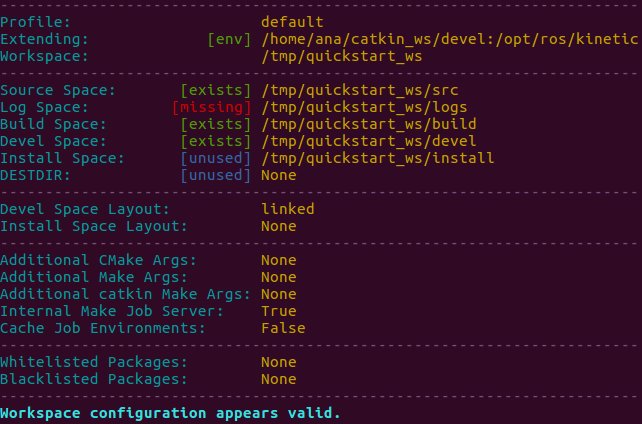 Profile: default
Extending: [env] /home/ana/catkin_ws/devel:/opt/ros/kinetic
Workspace: /tmp/quickstart_ws
Source Space: [exists] /tmp/quickstart_ws/src
Log Space: [missing] /tmp/quickstart_ws/logs
Build Space: [exists] /tmp/quickstart_ws/build
Devel Space: [exists] /tmp/quickstart_ws/devel
Install Space: [unused] /tmp/quickstart_ws/install
DESTDIR: [unused] None
Devel Space Layout: linked
Install Space Layout: None
Additional CMake Args: None
Additional Make Args: None
Additional catkin Make Args: None
Internal Make Job Server: True
Cache Job Environments: False
Whitelisted Packages: None
Blacklisted Packages: None
Workspace configuration appears valid.